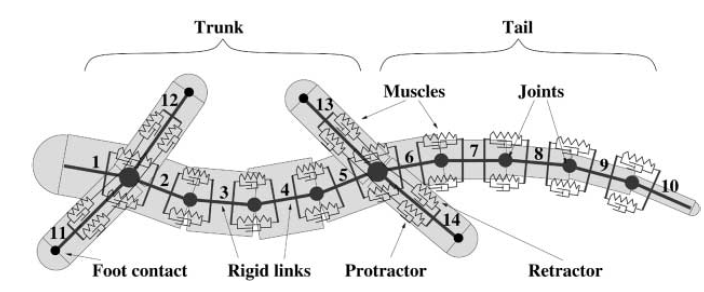 Trunk Tail
12 13 Muscles Joints
1 2 3 4 5 6 7 8 9 10
11 14
Foot contact Rigid links Protractor Retractor